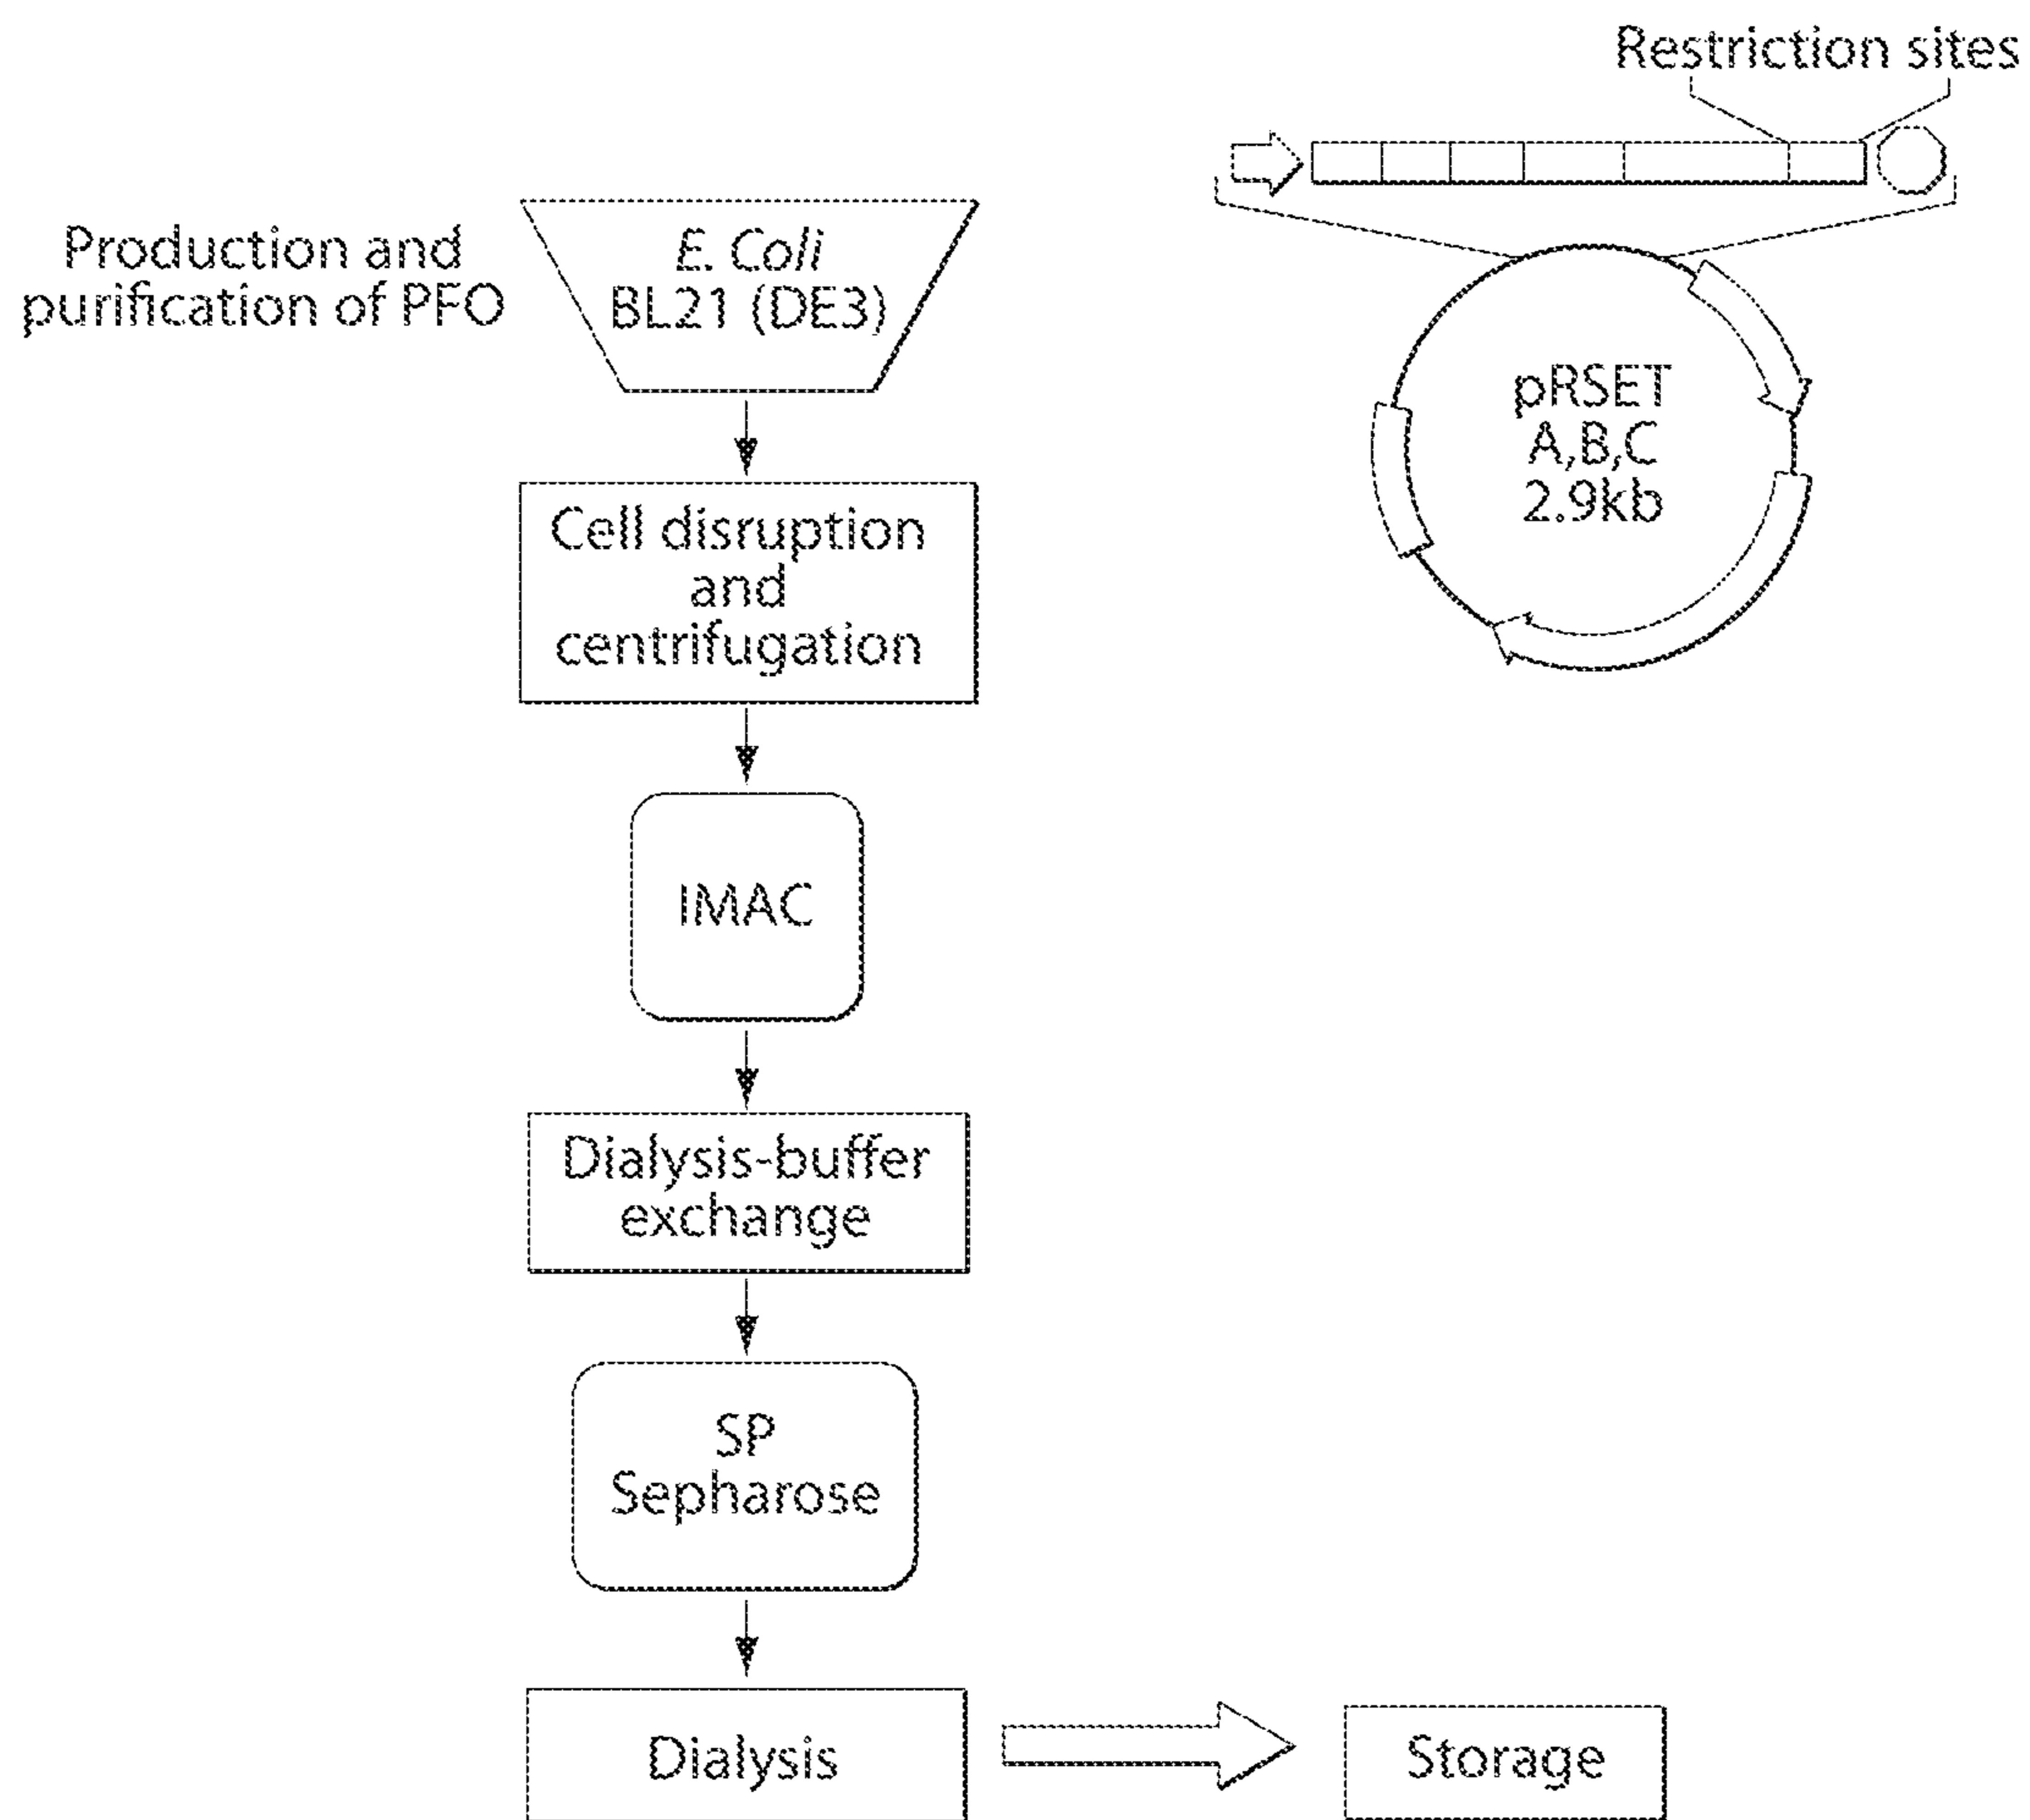 Restriction sites
Production and
purification of PFO
E. Coli
BL21 (DE3)
pRSET
A,B,C
2.9kb
Cell disruption
and
centrifugation
IMAC
Dialysis-buffer
exchange
SP
Sepharose
Dialysis
Storage